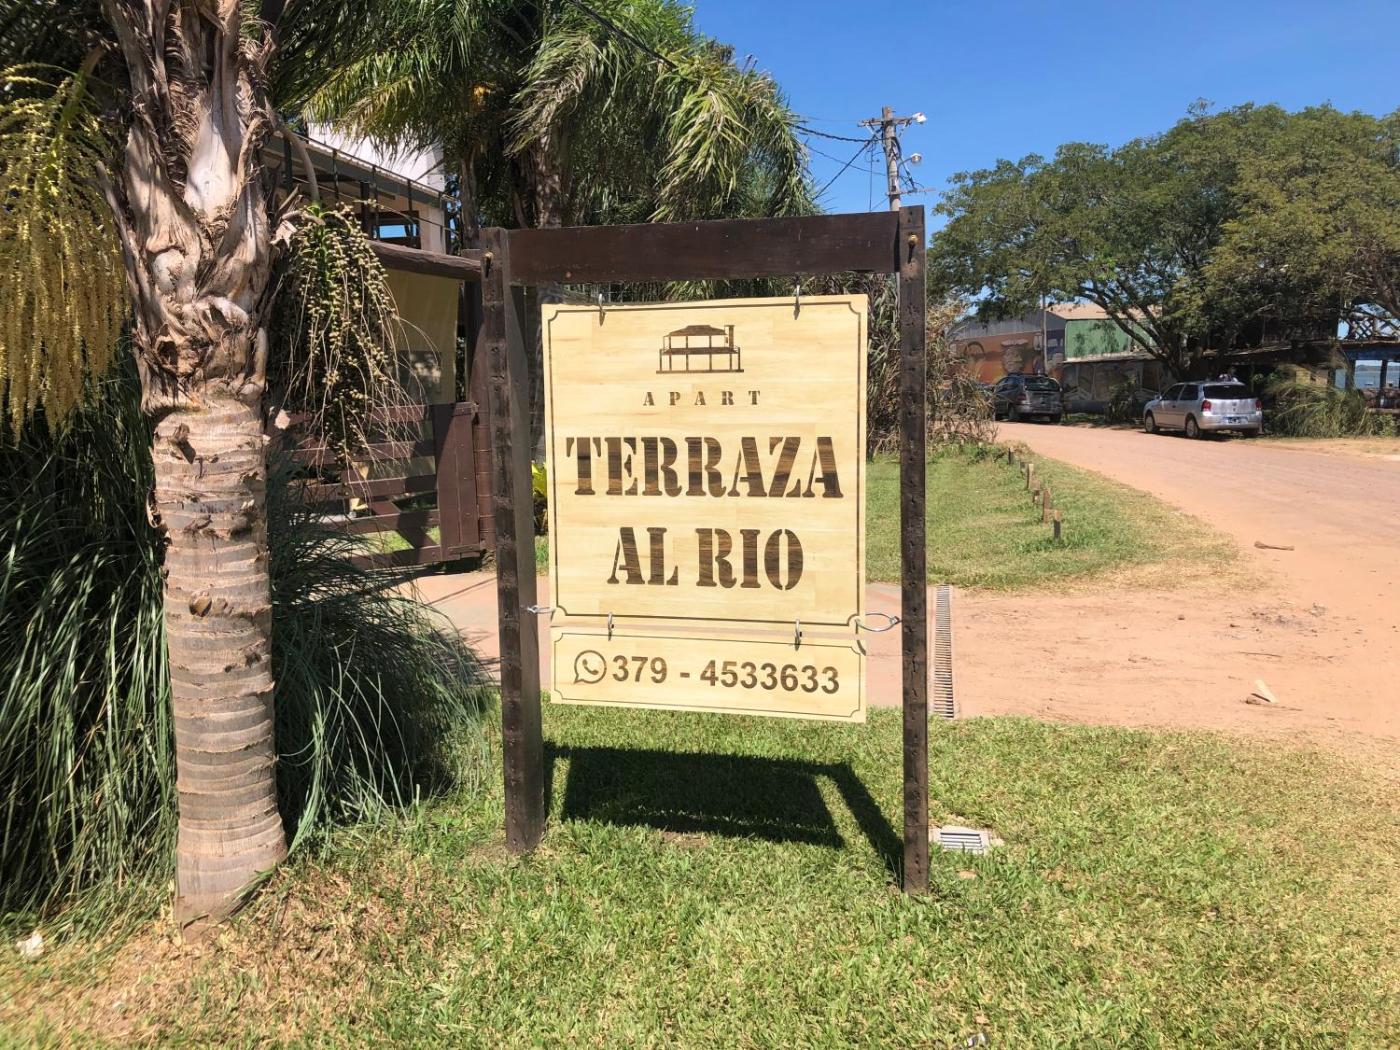 APART
TERRAZA
AL RIO
379 - 4533633